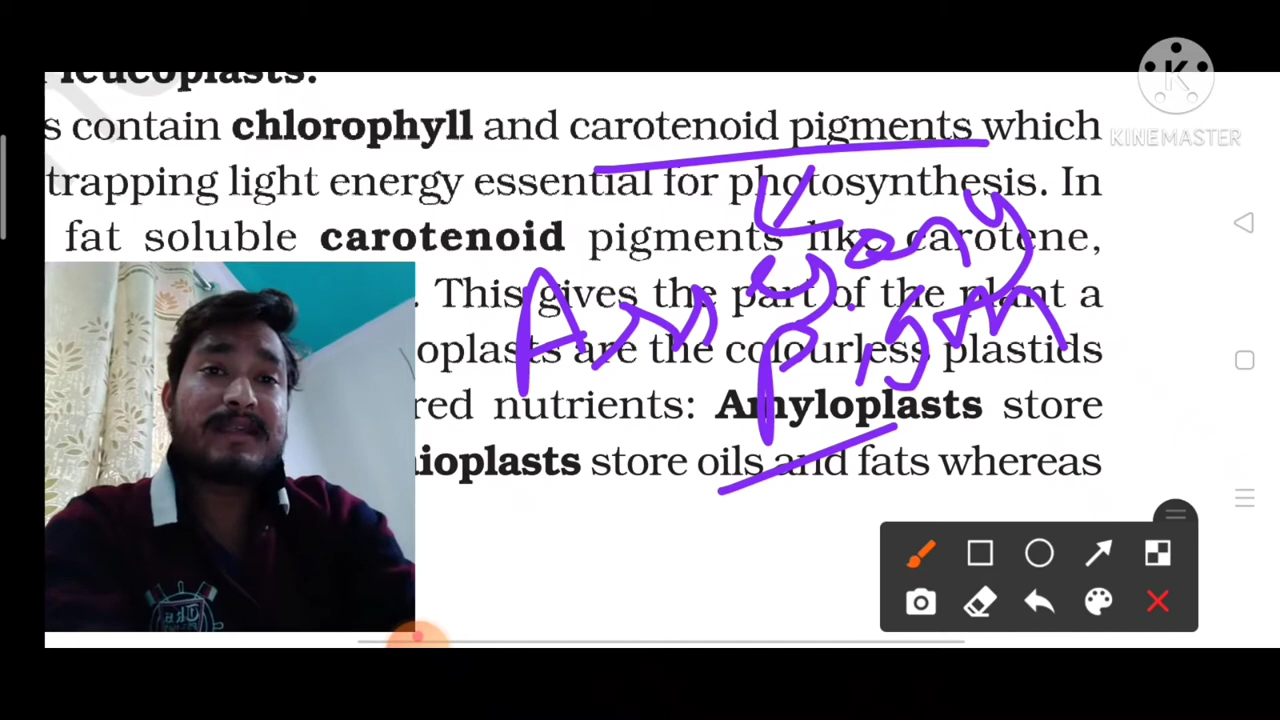 leucoplasts.
s contain chlorophyll and carotenoid pigments which
trapping light energy essential for photosynthesis. In
fat soluble carotenoid pigments like carotene,
. This gives the part of the plant a
oplasts are the colourless plastids
red nutrients: Amyloplasts store
ioplasts store oils and fats whereas
K
KINEMASTER